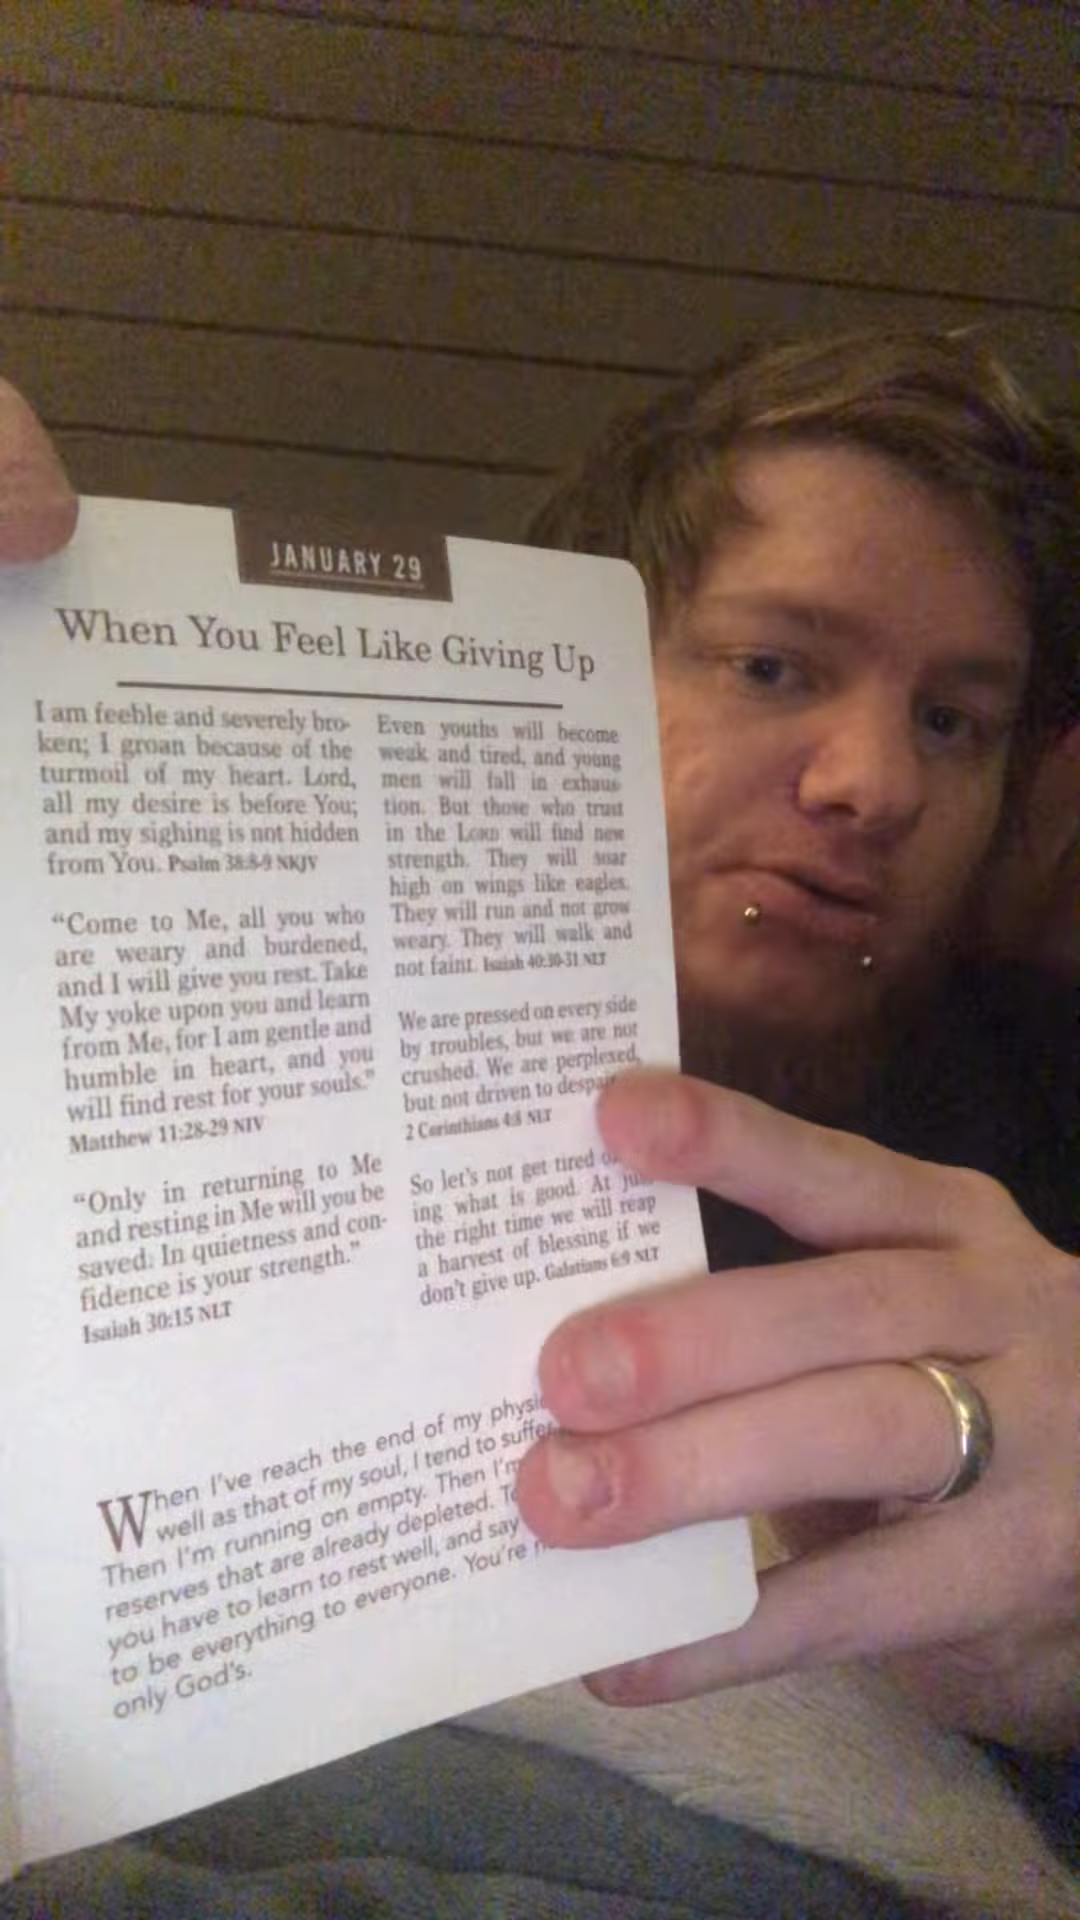 JANUARY 29
When You Feel Like Giving Up
I am feeble and severely bro-
ken; I groan because of the
turmoil of my heart. Lord,
all my desire is before You;
and my sighing is not hidden
from You. Psalm 38:8-9 NKJV
“Come to Me, all you who
are weary and burdened,
and I will give you rest. Take
My yoke upon you and learn
from Me, for I am gentle and
humble in heart, and you
will find rest for your souls.”
Matthew 11:28-29 NIV
“Only in returning to Me
and resting in Me will you be
saved. In quietness and con-
fidence is your strength.”
Isaiah 30:15 NLT
Even youths will become
weak and tired, and young
men will fall in exhaus-
tion. But those who trust
in the LORD will find new
strength. They will soar
high on wings like eagles.
They will run and not grow
weary. They will walk and
not faint. Isaiah 40:30-31 NLT
We are pressed on every side
by troubles, but we are not
crushed. We are perplexed,
but not driven to
2 Corinthians 4:8 NLT
So let’s not get tired
ing what is good. At
the right time we will reap
a harvest of blessing if we
don’t give up. Galatians 6:9 NLT
When I’ve reach the end of my
well as that of my soul, I tend to
Then I’m running on empty. Then
reserves that are already depleted.
you have to learn to rest well, and say
to be everything to everyone. You’re
only God’s.